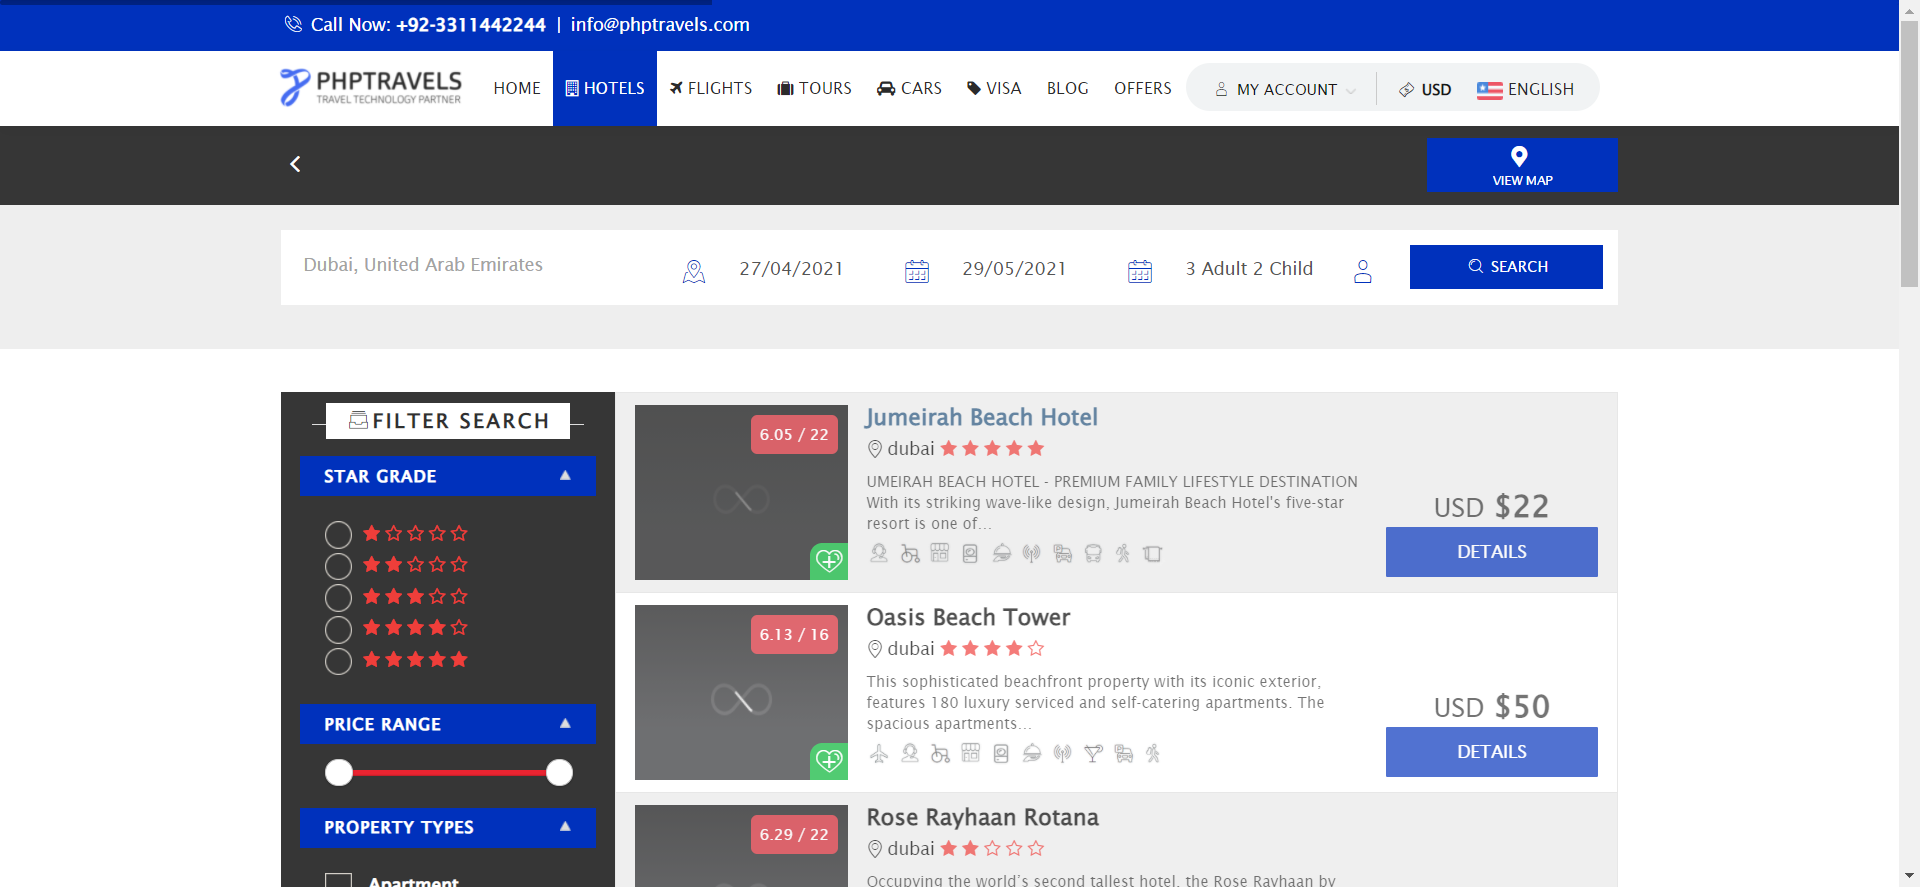 Call Now: +92-3311442244 | info@phptravels.com
PHPTRAVELS
TRAVEL TECHNOLOGY PARTNER
HOME HOTELS FLIGHTS TOURS CARS VISA BLOG OFFERS MY ACCOUNT USD ENGLISH
VIEW MAP
Dubai, United Arab Emirates 27/04/2021 29/05/2021 3 Adult 2 Child SEARCH
FILTER SEARCH
STAR GRADE
PRICE RANGE
PROPERTY TYPES
Apartment
6.05 / 22
Jumeirah Beach Hotel
dubai
UMEIRAH BEACH HOTEL - PREMIUM FAMILY LIFESTYLE DESTINATION
With its striking wave-like design, Jumeirah Beach Hotel's five-star
resort is one of...
USD $22
DETAILS
6.13 / 16
Oasis Beach Tower
dubai
This sophisticated beachfront property with its iconic exterior,
features 180 luxury serviced and self-catering apartments. The
spacious apartments...
USD $50
DETAILS
6.29 / 22
Rose Rayhaan Rotana
dubai
Occupying the world's second tallest hotel, the Rose Rayhaan by